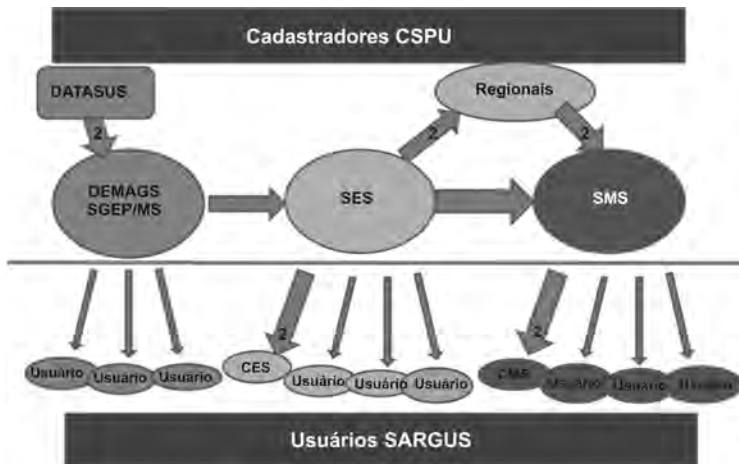 Cadastradores CSPU
DATASUS
Regionais
2
2
2
DEMAGS
SGEP/MS
SES
SMS
2
2
Usuário
Usuário
Usuário
CES
Usuário
Usuário
Usuário
CMS
Usuário
Usuário
Usuário
Usuários SARGUS